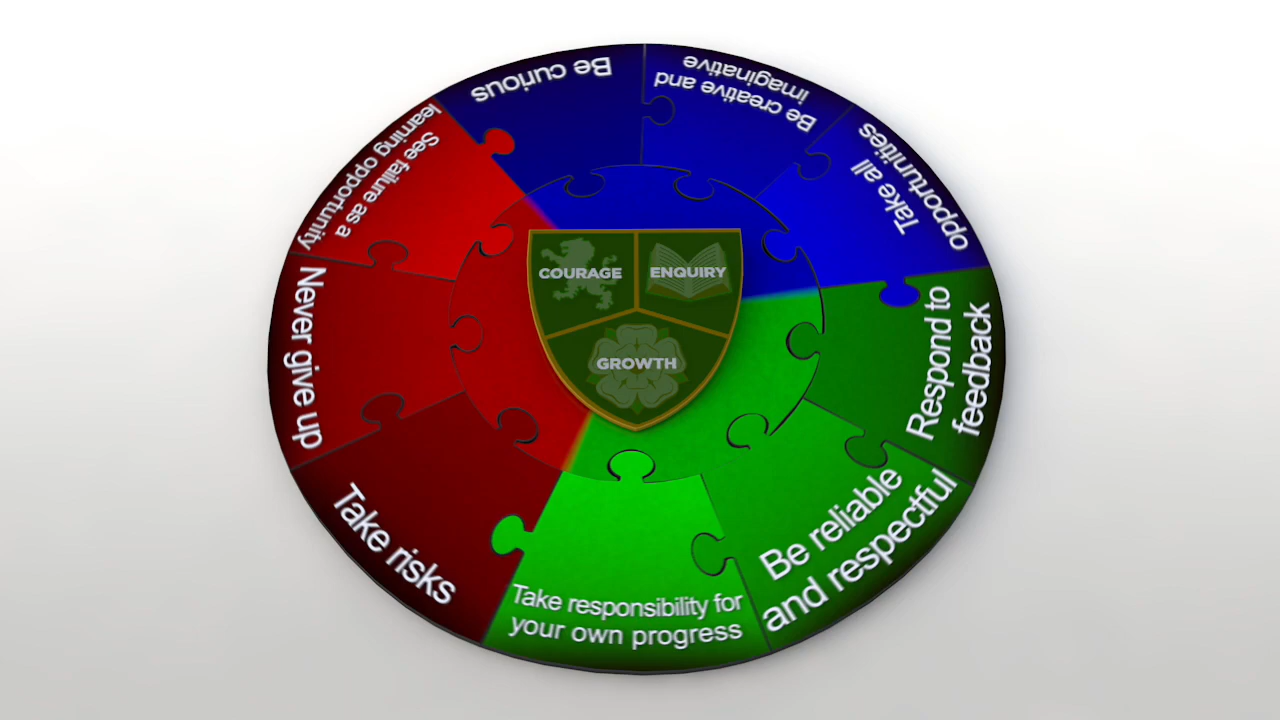 COURAGE
ENQUIRY
GROWTH
Be curious
Be creative and
imaginative
Take all
opportunities
Respond to
feedback
Be reliable
and respectful
Take responsibility for
your own progress
Take risks
Never give up
See failure as a
learning opportunity